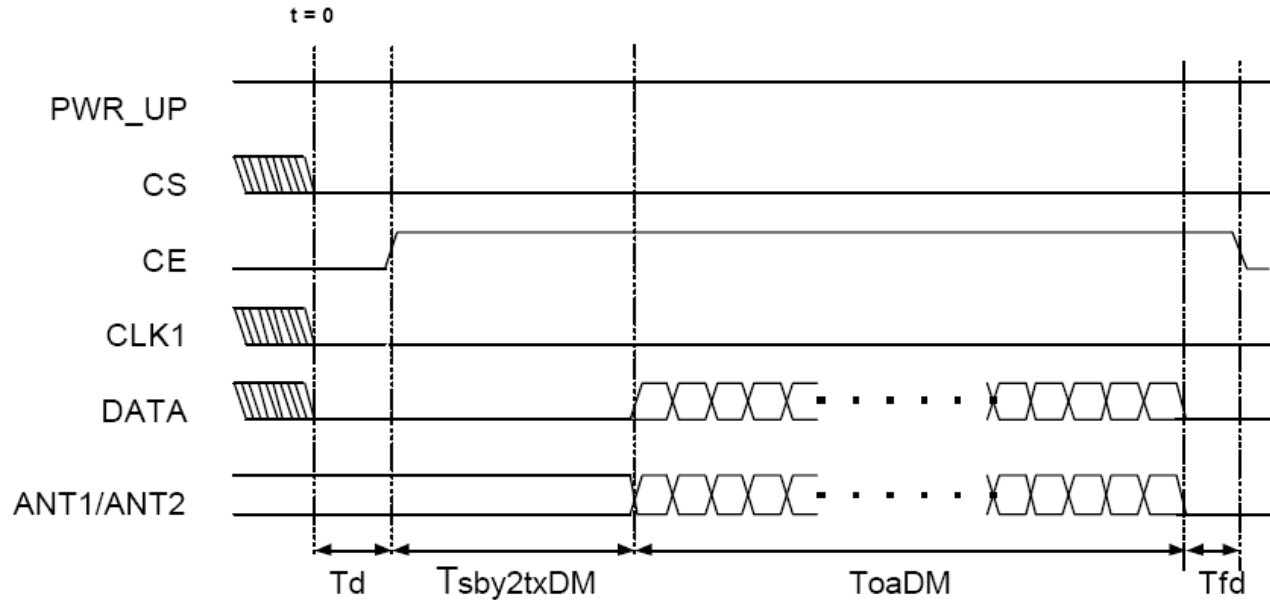 t = 0
PWR_UP
CS
CE
CLK1
DATA
ANT1/ANT2
Td Tsby2txDM ToaDM Tfd